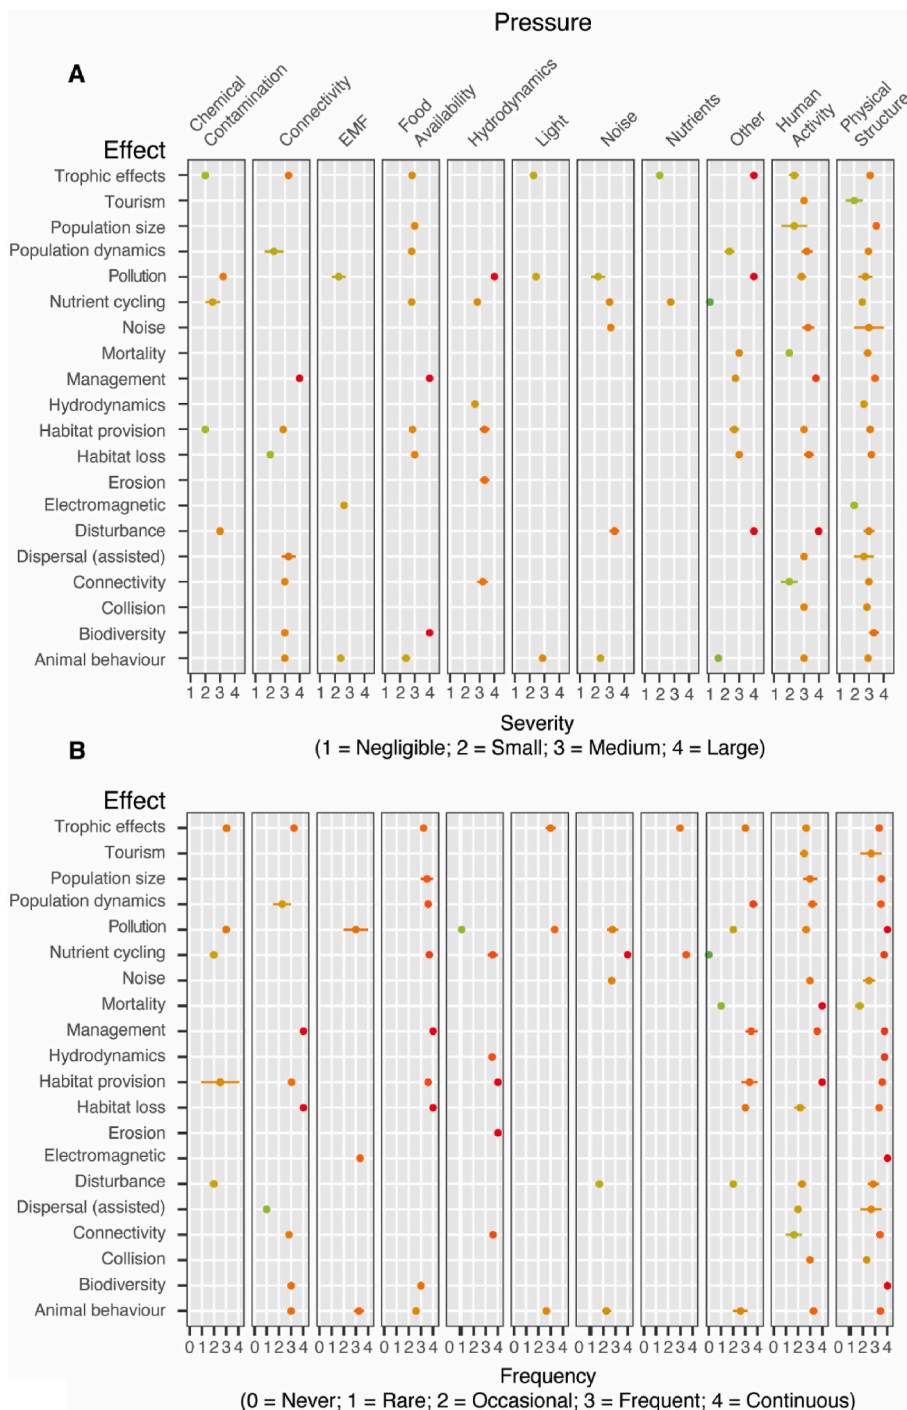 Pressure
A
Chemical
Contamination
Connectivity
EMF
Food
Availability
Hydrodynamics
Light
Noise
Nutrients
Other
Human
Activity
Physical
Structure
Effect
Trophic effects
Tourism
Population size
Population dynamics
Pollution
Nutrient cycling
Noise
Mortality
Management
Hydrodynamics
Habitat provision
Habitat loss
Erosion
Electromagnetic
Disturbance
Dispersal (assisted)
Connectivity
Collision
Biodiversity
Animal behaviour
1 2 3 4 1 2 3 4 1 2 3 4 1 2 3 4 1 2 3 4 1 2 3 4 1 2 3 4 1 2 3 4 1 2 3 4 1 2 3 4 1 2 3 4
Severity
(1 = Negligible; 2 = Small; 3 = Medium; 4 = Large)
B
Effect
Trophic effects
Tourism
Population size
Population dynamics
Pollution
Nutrient cycling
Noise
Mortality
Management
Hydrodynamics
Habitat provision
Habitat loss
Erosion
Electromagnetic
Disturbance
Dispersal (assisted)
Connectivity
Collision
Biodiversity
Animal behaviour
0 1 2 3 4 0 1 2 3 4 0 1 2 3 4 0 1 2 3 4 0 1 2 3 4 0 1 2 3 4 0 1 2 3 4 0 1 2 3 4 0 1 2 3 4 0 1 2 3 4 0 1 2 3 4
Frequency
(0 = Never; 1 = Rare; 2 = Occasional; 3 = Frequent; 4 = Continuous)